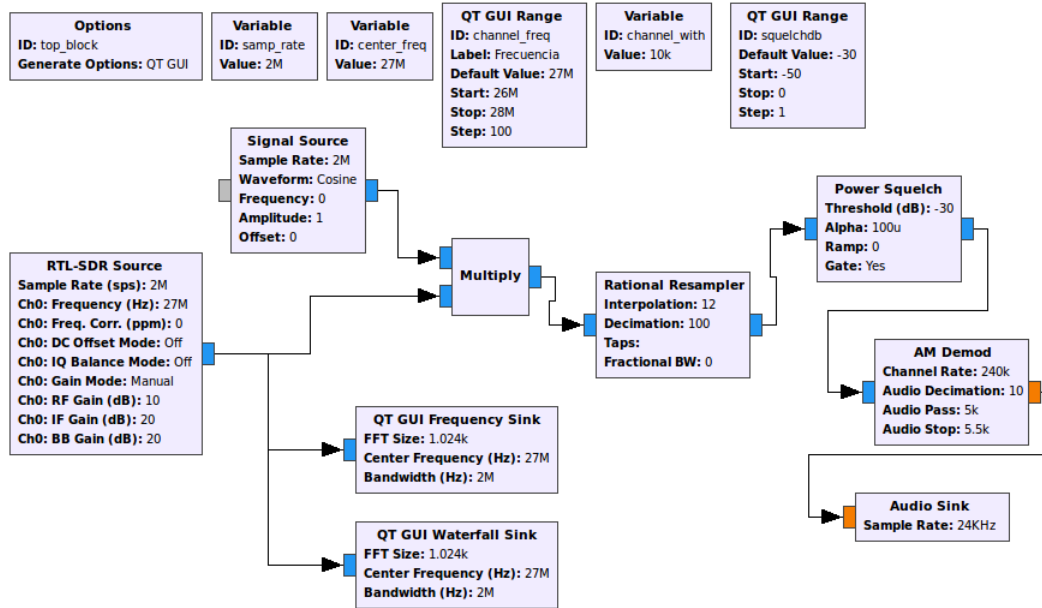 Options
ID: top_block
Generate Options: QT GUI
Variable
ID: samp_rate
Value: 2M
Variable
ID: center_freq
Value: 27M
QT GUI Range
ID: channel_freq
Label: Frecuencia
Default Value: 27M
Start: 26M
Stop: 28M
Step: 100
Variable
ID: channel_with
Value: 10k
QT GUI Range
ID: squelchdb
Default Value: -30
Start: -50
Stop: 0
Step: 1
Signal Source
Sample Rate: 2M
Waveform: Cosine
Frequency: 0
Amplitude: 1
Offset: 0
RTL-SDR Source
Sample Rate (sps): 2M
Ch0: Frequency (Hz): 27M
Ch0: Freq. Corr. (ppm): 0
Ch0: DC Offset Mode: Off
Ch0: IQ Balance Mode: Off
Ch0: Gain Mode: Manual
Ch0: RF Gain (dB): 10
Ch0: IF Gain (dB): 20
Ch0: BB Gain (dB): 20
Multiply
Rational Resampler
Interpolation: 12
Decimation: 100
Taps:
Fractional BW: 0
Power Squelch
Threshold (dB): -30
Alpha: 100u
Ramp: 0
Gate: Yes
AM Demod
Channel Rate: 240k
Audio Decimation: 10
Audio Pass: 5k
Audio Stop: 5.5k
QT GUI Frequency Sink
FFT Size: 1.024k
Center Frequency (Hz): 27M
Bandwidth (Hz): 2M
Audio Sink
Sample Rate: 24KHz
QT GUI Waterfall Sink
FFT Size: 1.024k
Center Frequency (Hz): 27M
Bandwidth (Hz): 2M